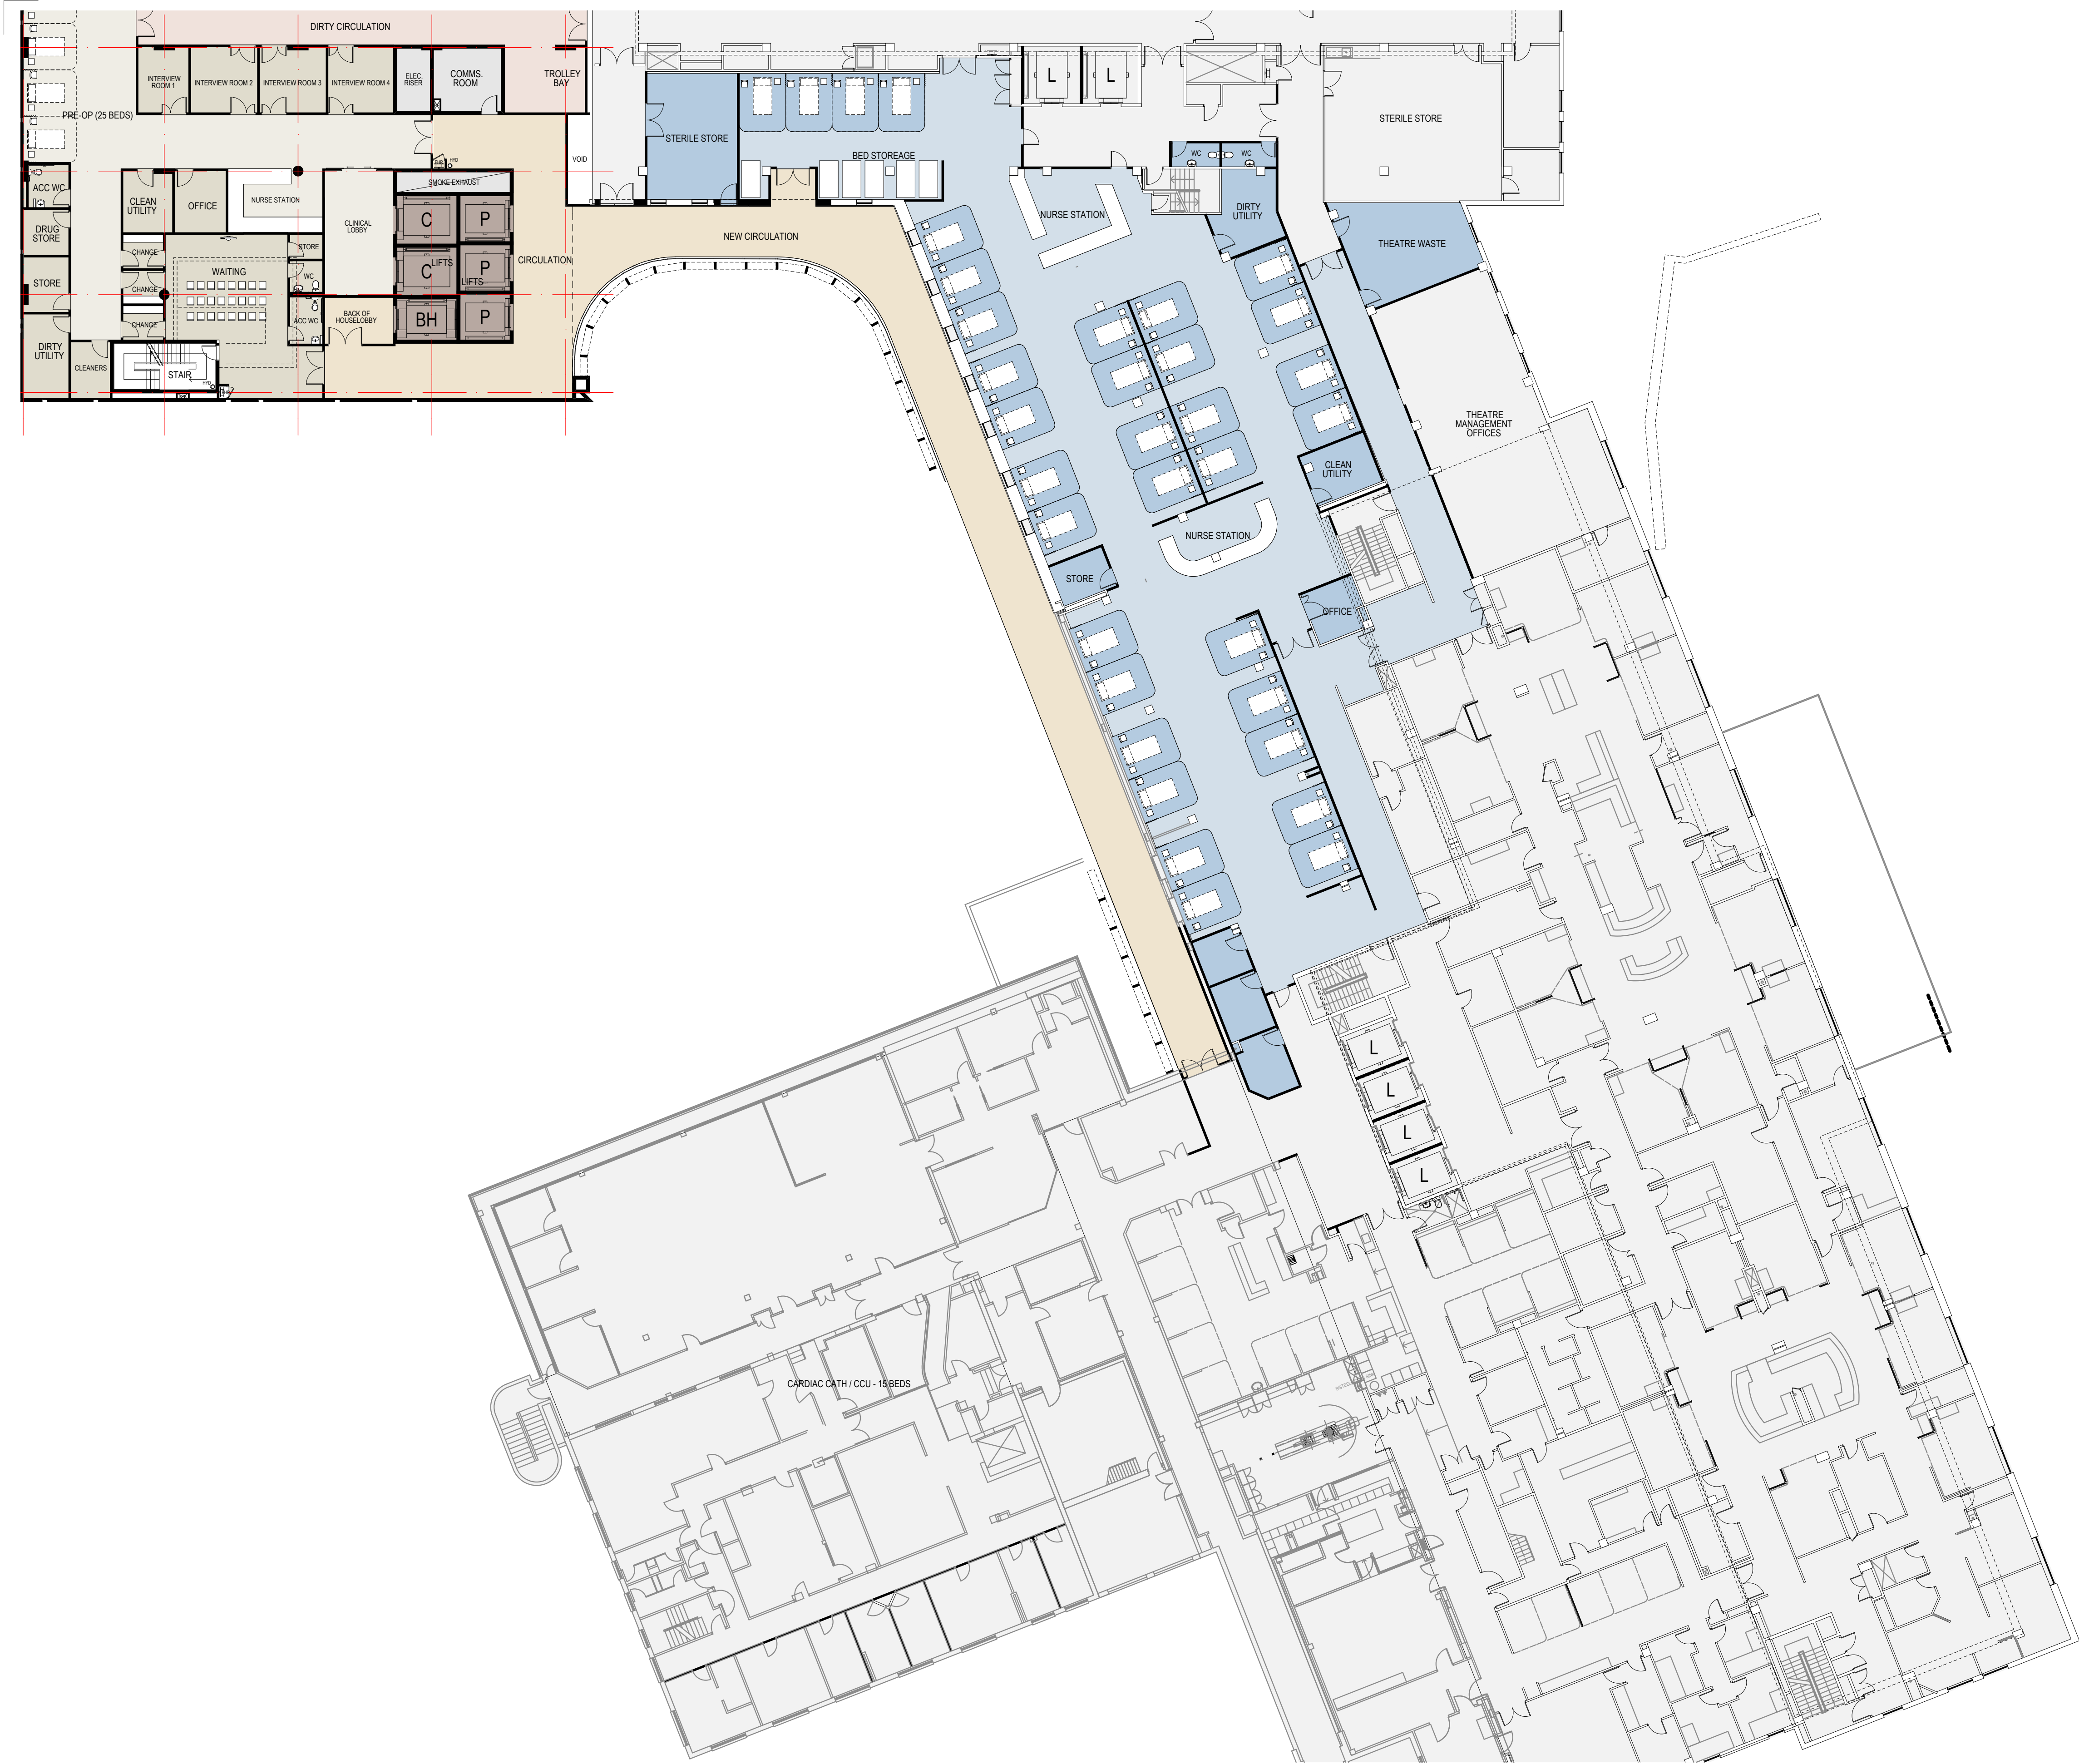 DIRTY CIRCULATION
INTERVIEW
ROOM 1
INTERVIEW ROOM 2
INTERVIEW ROOM 3
INTERVIEW ROOM 4
ELEC.
RISER
COMMS.
ROOM
TROLLEY
BAY
L
L
STERILE STORE
PRE-OP (25 BEDS)
STERILE STORE
BED STOREAGE
WC
WC
VOID
HYD
SMOKE EXHAUST
ACC WC
CLEAN
UTILITY
OFFICE
NURSE STATION
CLINICAL
LOBBY
C
P
NURSE STATION
DIRTY
UTILITY
DRUG
STORE
CHANGE
STORE
NEW CIRCULATION
THEATRE WASTE
WAITING
C
LIFTS
P
LIFTS
CIRCULATION
STORE
CHANGE
WC
CHANGE
ACC WC
BACK OF
HOUSELOBBY
BH
P
DIRTY
UTILITY
CLEANERS
STAIR
HYD
THEATRE
MANAGEMENT
OFFICES
CLEAN
UTILITY
NURSE STATION
STORE
OFFICE
L
L
L
L
CARDIAC CATH / CCU - 15 BEDS